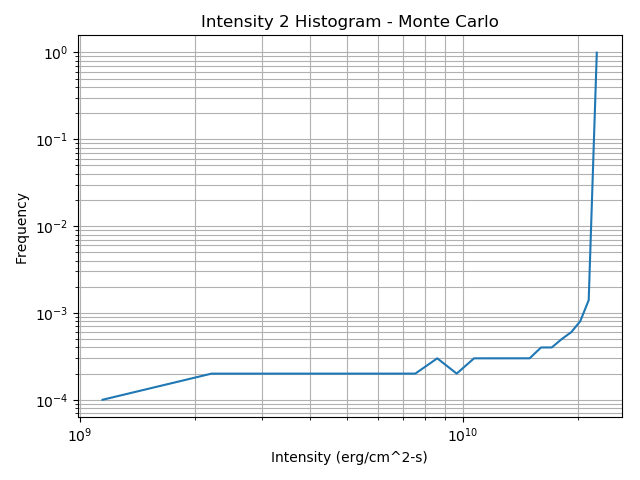 Intensity 2 Histogram - Monte Carlo
10^0
10^-1
10^-2
10^-3
10^-4
Frequency
10^9
10^10
Intensity (erg/cm^2-s)